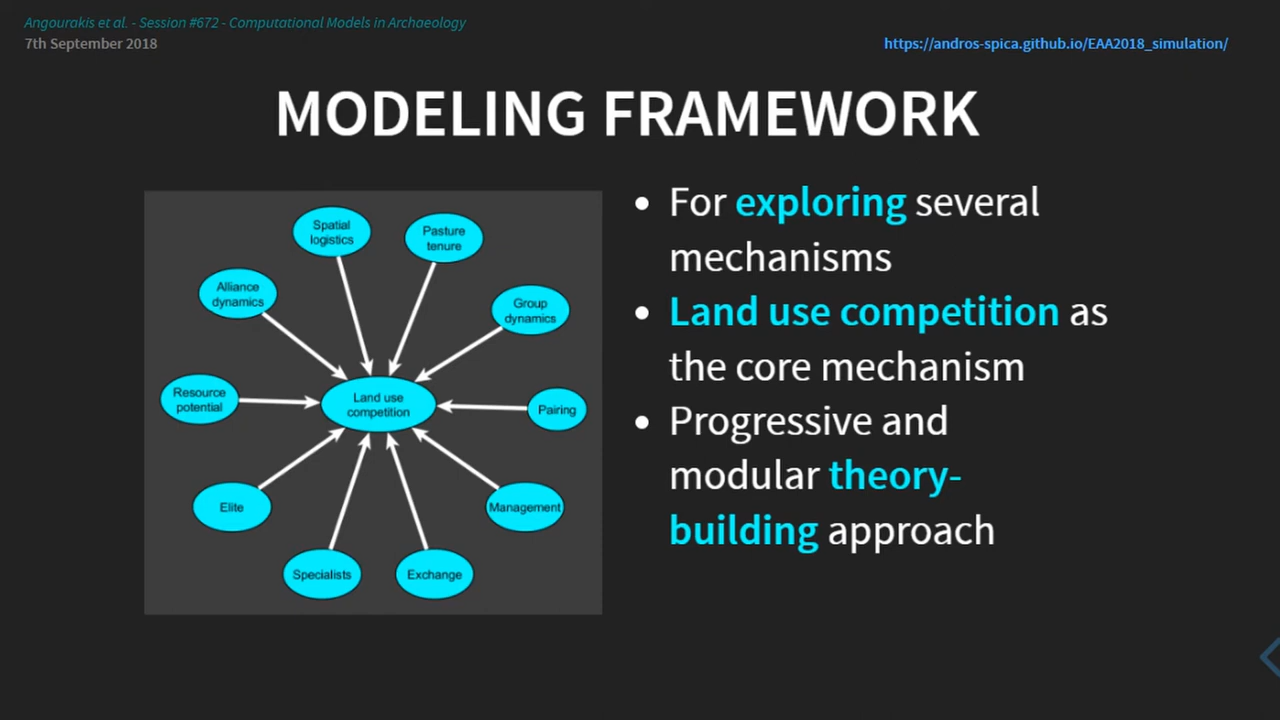 Angourakis et al. - Session #672 - Computational Models in Archaeology
7th September 2018
https://andros-spica.github.io/EAA2018_simulation/
MODELING FRAMEWORK
Spatial
logistics
Pasture
tenure
Alliance
dynamics
Group
dynamics
Resource
potential
Land use
competition
Pairing
Elite
Management
Specialists
Exchange
• For exploring several
mechanisms
• Land use competition as
the core mechanism
• Progressive and
modular theory-
building approach